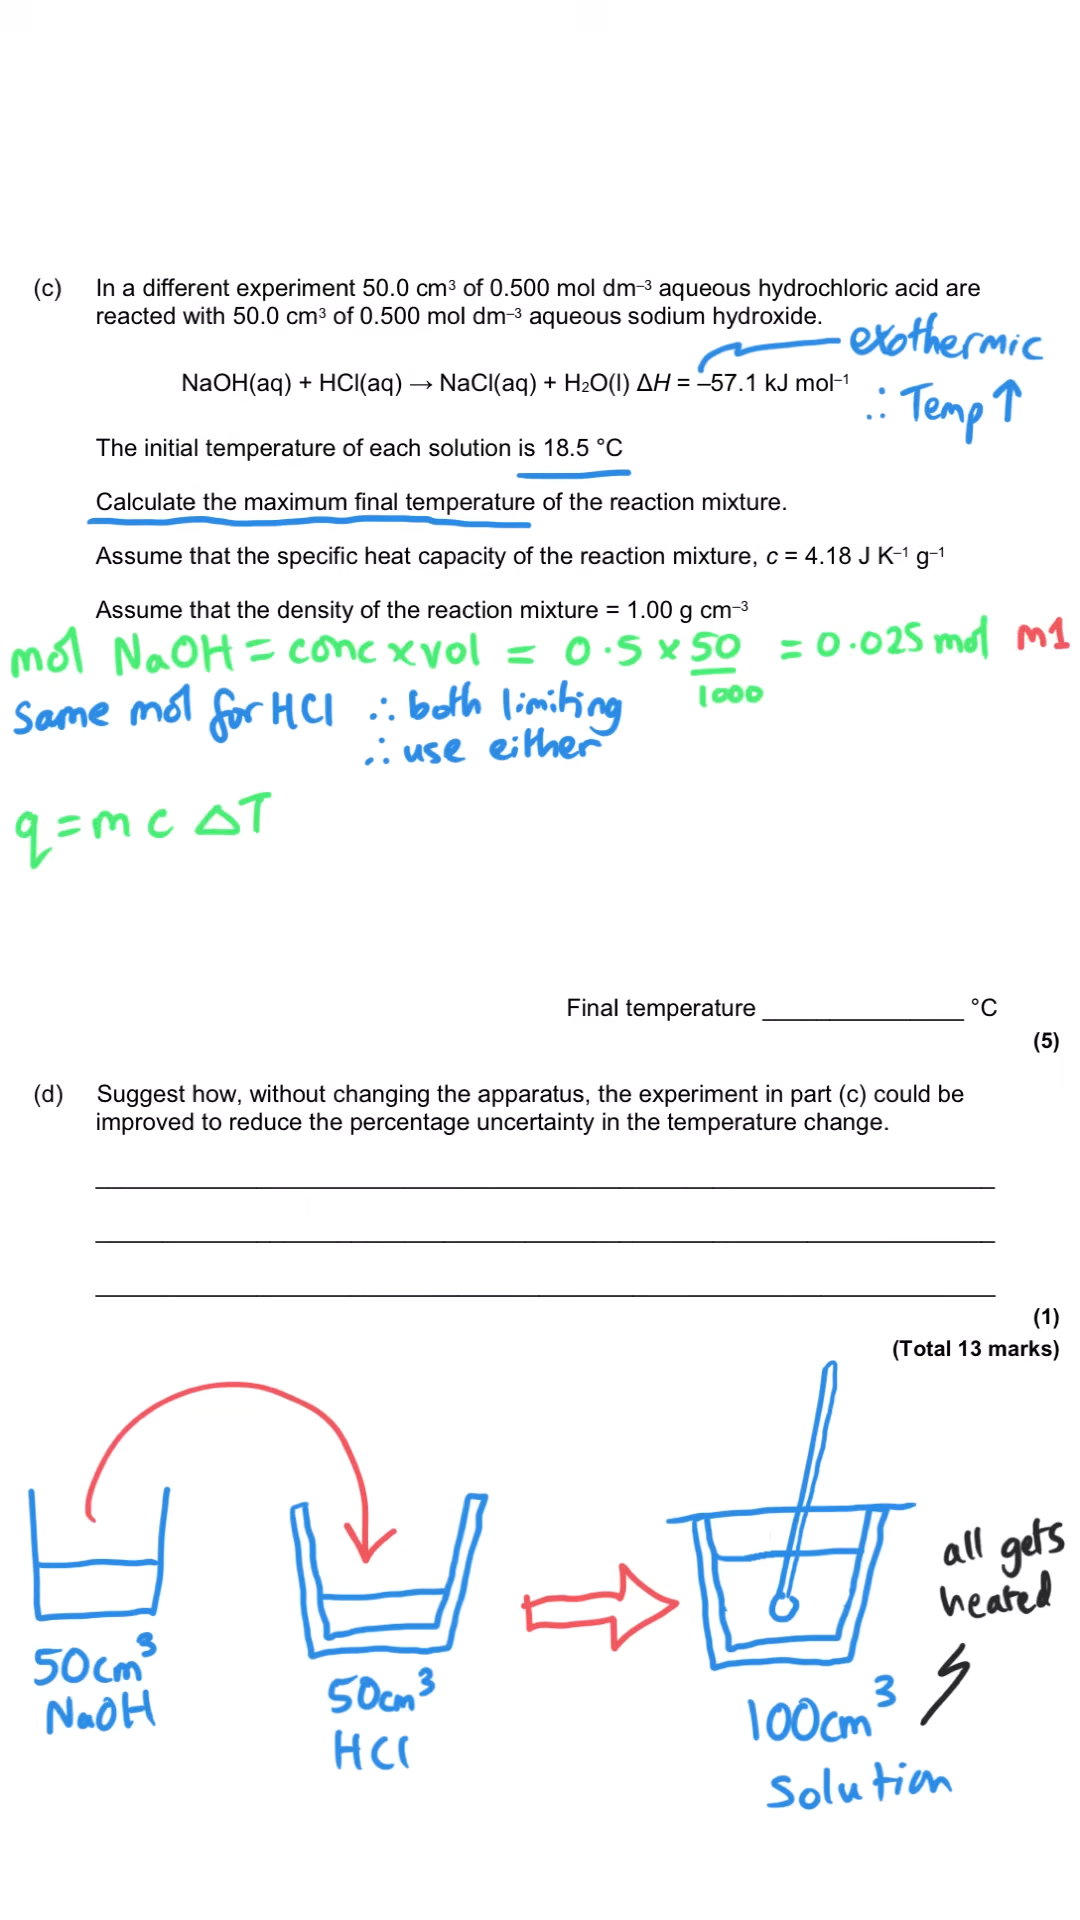 (c) In a different experiment 50.0 cm³ of 0.500 mol dm⁻³ aqueous hydrochloric acid are
reacted with 50.0 cm³ of 0.500 mol dm⁻³ aqueous sodium hydroxide.
exothermic
NaOH(aq) + HCl(aq) → NaCl(aq) + H₂O(l) ΔH = –57.1 kJ mol⁻¹
∴ Temp ↑
The initial temperature of each solution is 18.5 °C
Calculate the maximum final temperature of the reaction mixture.
Assume that the specific heat capacity of the reaction mixture, c = 4.18 J K⁻¹ g⁻¹
Assume that the density of the reaction mixture = 1.00 g cm⁻³
mol NaOH = conc x vol = 0.5 x 50/1000 = 0.025 mol M1
Same mol for HCl ∴ both limiting
∴ use either
q = m c ΔT
Final temperature _______________ °C
(5)
(d) Suggest how, without changing the apparatus, the experiment in part (c) could be
improved to reduce the percentage uncertainty in the temperature change.
(1)
(Total 13 marks)
all gets
heated
50cm³
NaOH
50cm³
HCl
100cm³
solution